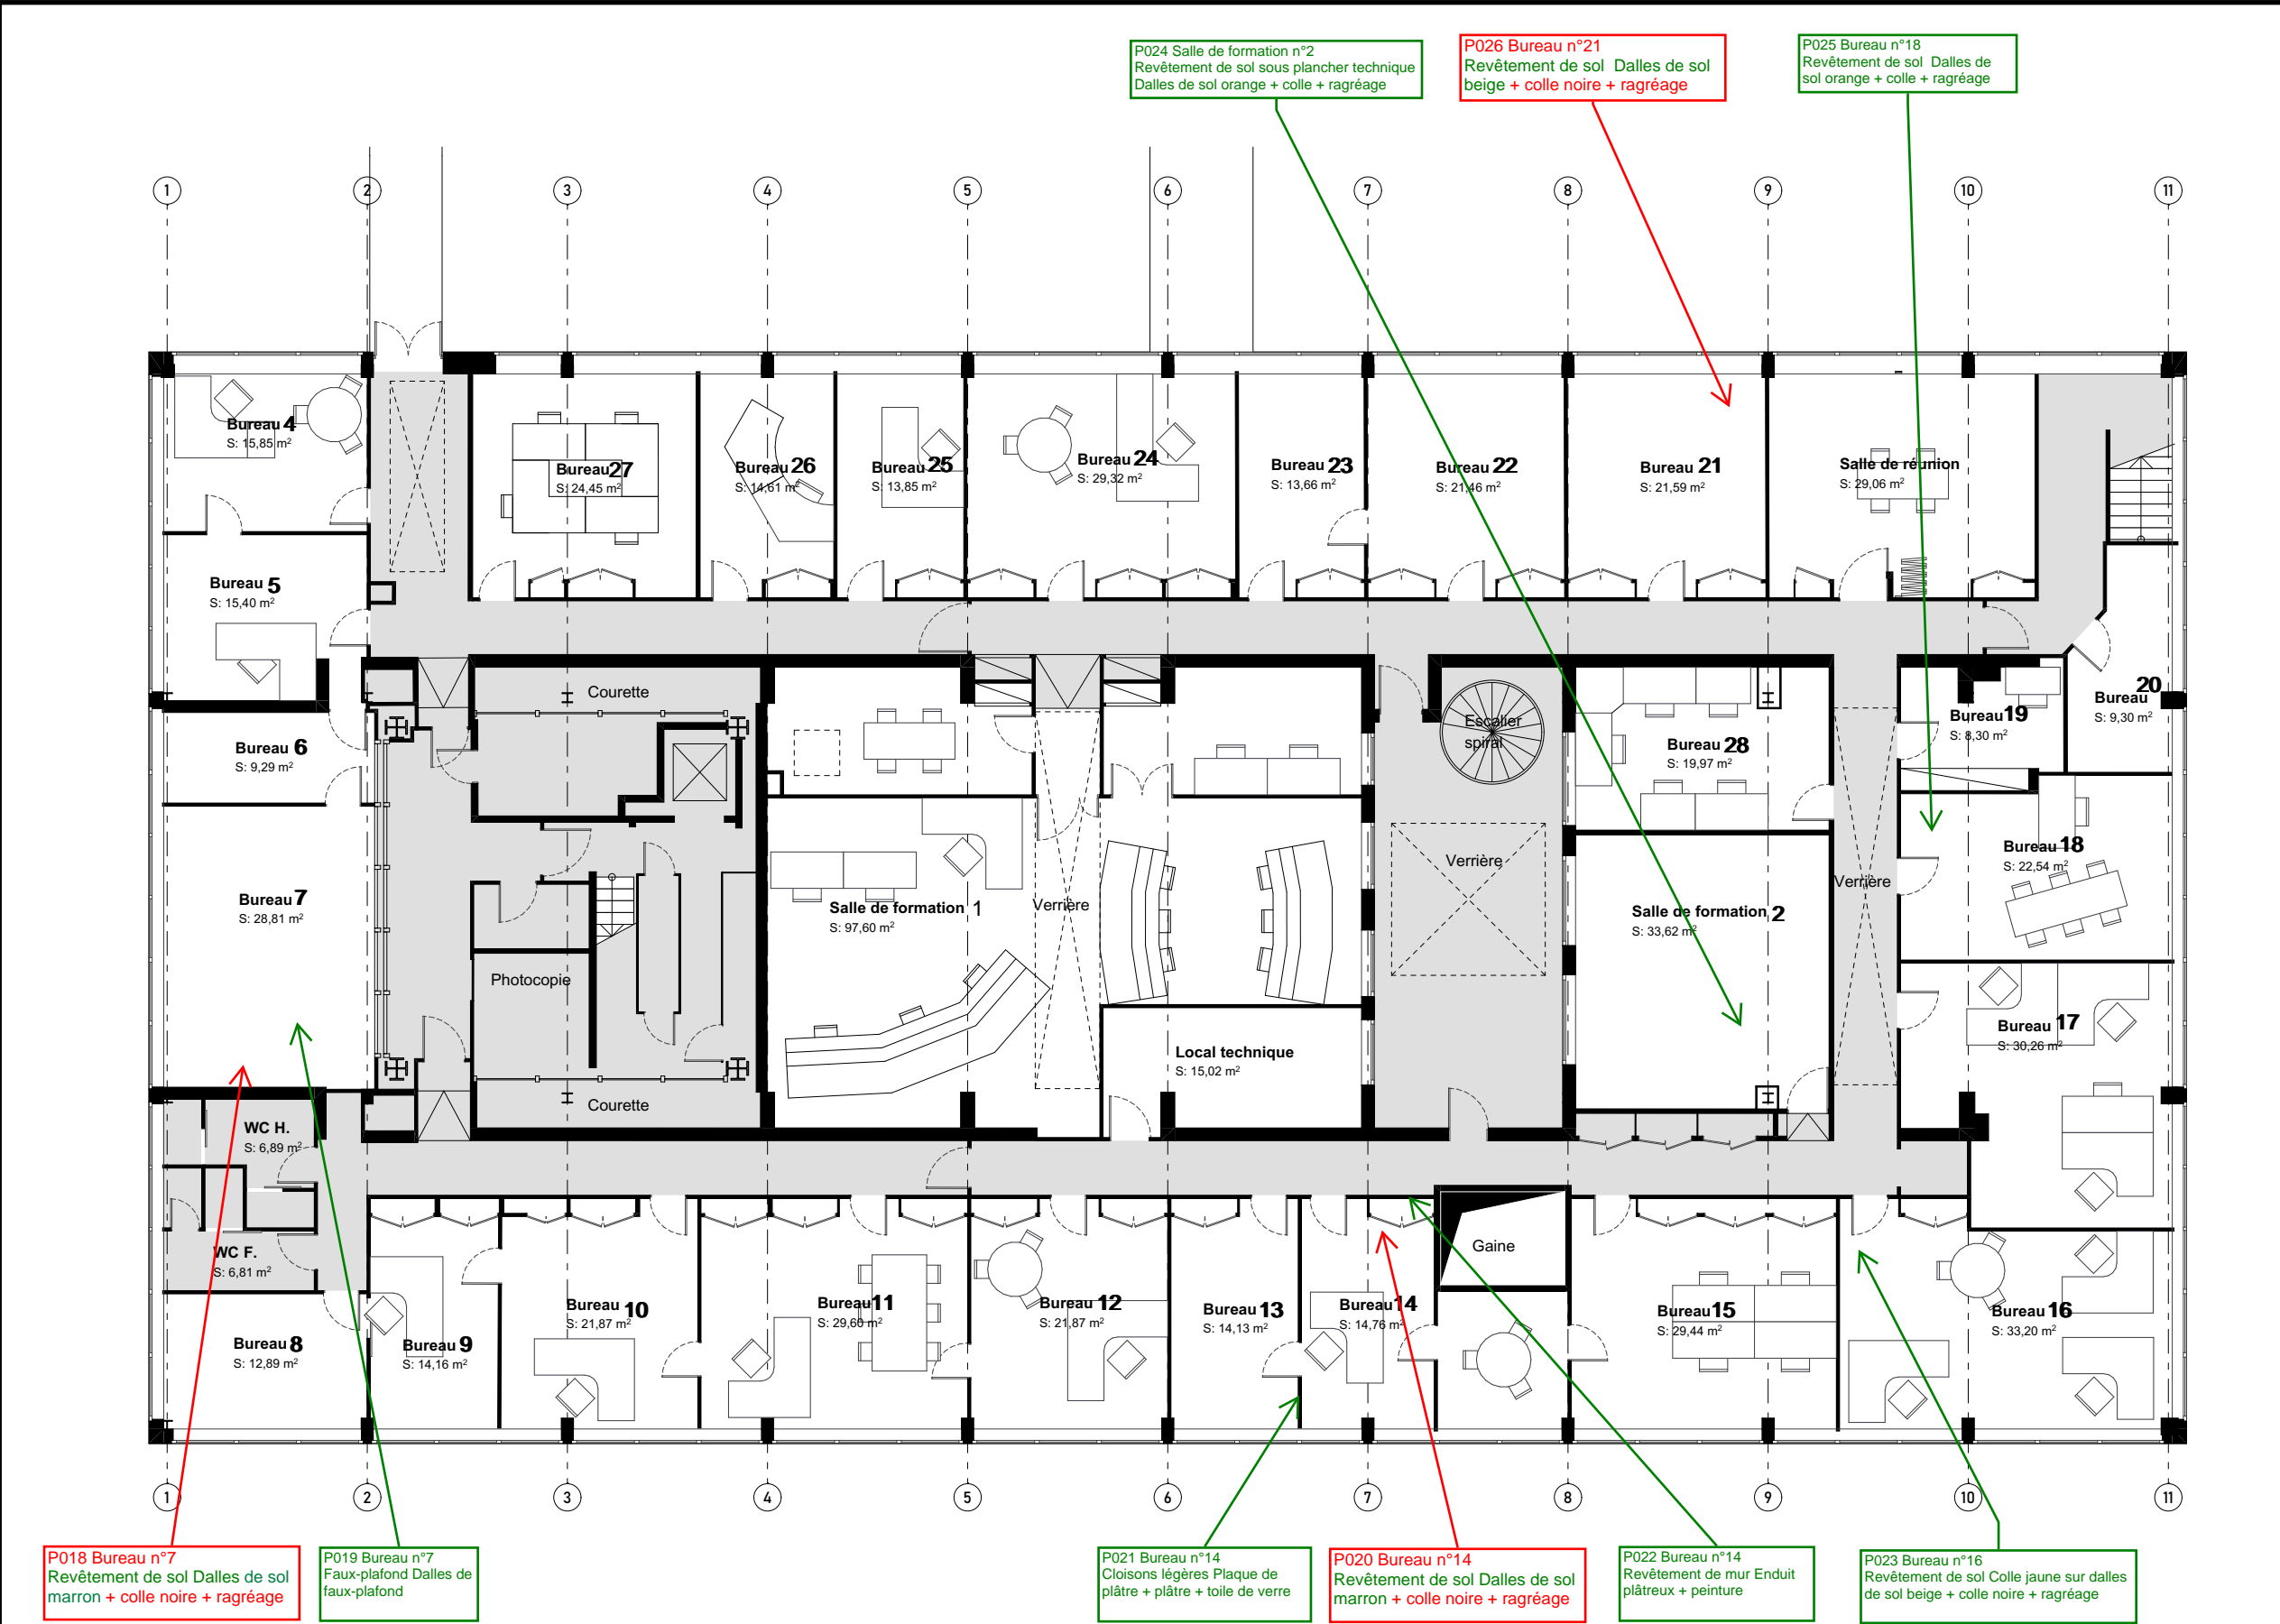 P024 Salle de formation n°2
Revêtement de sol sous plancher technique
Dalles de sol orange + colle + ragréage
P026 Bureau n°21
Revêtement de sol Dalles de sol
beige + colle noire + ragréage
P025 Bureau n°18
Revêtement de sol Dalles de
sol orange + colle + ragréage
1 2 3 4 5 6 7 8 9 10 11
Bureau 4
S: 15,85 m²
Bureau 27
S: 24,45 m²
Bureau 26
S: 14,61 m²
Bureau 25
S: 13,85 m²
Bureau 24
S: 29,32 m²
Bureau 23
S: 13,66 m²
Bureau 22
S: 21,46 m²
Bureau 21
S: 21,59 m²
Salle de réunion
S: 29,06 m²
Bureau 5
S: 15,40 m²
Courette
Bureau 6
S: 9,29 m²
Escalier
spiral
Bureau 28
S: 19,97 m²
Bureau 19
S: 8,30 m²
Bureau 20
S: 9,30 m²
Bureau 7
S: 28,81 m²
Salle de formation 1
S: 97,60 m²
Verrière
Verrière
Salle de formation 2
S: 33,62 m²
Verrière
Bureau 18
S: 22,54 m²
Photocopie
Local technique
S: 15,02 m²
Bureau 17
S: 30,26 m²
Courette
WC H.
S: 6,89 m²
WC F.
S: 6,81 m²
Gaine
Bureau 8
S: 12,89 m²
Bureau 9
S: 14,16 m²
Bureau 10
S: 21,87 m²
Bureau 11
S: 29,60 m²
Bureau 12
S: 21,87 m²
Bureau 13
S: 14,13 m²
Bureau 14
S: 14,76 m²
Bureau 15
S: 29,44 m²
Bureau 16
S: 33,20 m²
1 2 3 4 5 6 7 8 9 10 11
P018 Bureau n°7
Revêtement de sol Dalles de sol
marron + colle noire + ragréage
P019 Bureau n°7
Faux-plafond Dalles de
faux-plafond
P021 Bureau n°14
Cloisons légères Plaque de
plâtre + plâtre + toile de verre
P020 Bureau n°14
Revêtement de sol Dalles de sol
marron + colle noire + ragréage
P022 Bureau n°14
Revêtement de mur Enduit
plâtreux + peinture
P023 Bureau n°16
Revêtement de sol Colle jaune sur dalles
de sol beige + colle noire + ragréage